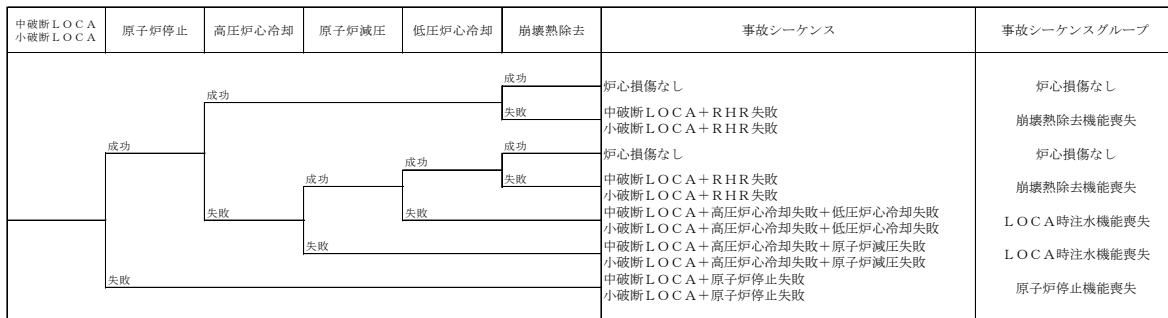 中破断LOCA
小破断LOCA
原子炉停止
高圧炉心冷却
原子炉減圧
低圧炉心冷却
崩壊熱除去
事故シーケンス
事故シーケンスグループ
成功
炉心損傷なし
炉心損傷なし
成功
失敗
中破断LOCA+RHR失敗
小破断LOCA+RHR失敗
崩壊熱除去機能喪失
成功
成功
炉心損傷なし
炉心損傷なし
成功
成功
失敗
中破断LOCA+RHR失敗
小破断LOCA+RHR失敗
崩壊熱除去機能喪失
失敗
失敗
中破断LOCA+高圧炉心冷却失敗+低圧炉心冷却失敗
小破断LOCA+高圧炉心冷却失敗+低圧炉心冷却失敗
LOCA時注水機能喪失
失敗
中破断LOCA+高圧炉心冷却失敗+原子炉減圧失敗
小破断LOCA+高圧炉心冷却失敗+原子炉減圧失敗
LOCA時注水機能喪失
失敗
中破断LOCA+原子炉停止失敗
小破断LOCA+原子炉停止失敗
原子炉停止機能喪失